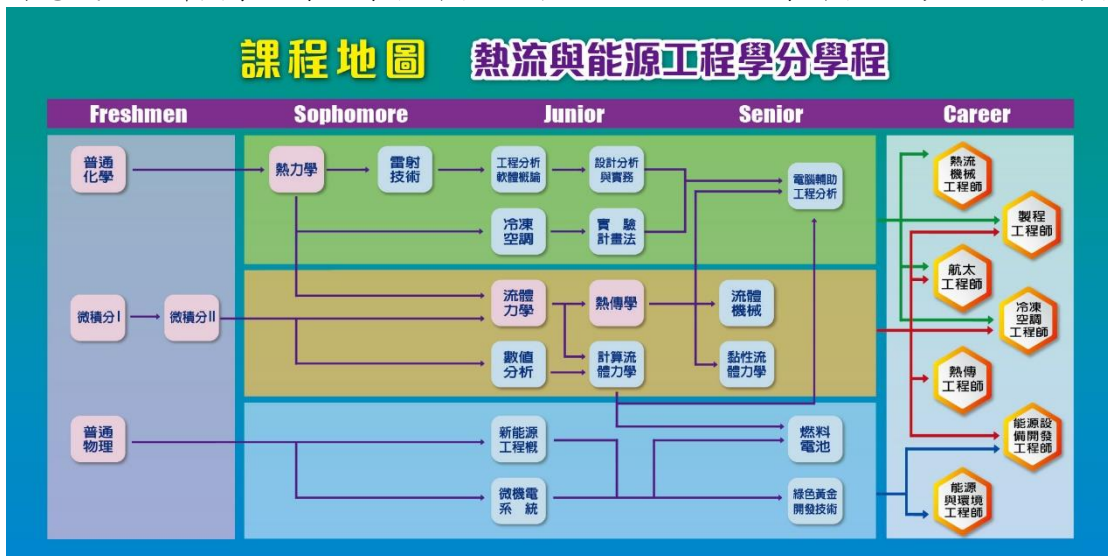 課程地圖 熱流與能源工程學分學程
Freshmen Sophomore Junior Senior Career
普通
化學
熱力學
雷射
技術
工程分析
軟體概論
設計分析
與實務
電腦輔助
工程分析
冷凍
空調
實驗
計畫法
微積分I
微積分II
流體
力學
熱傳學
流體
機械
數值
分析
計算流
體力學
黏性流
體力學
普通
物理
新能源
工程概
燃料
電池
微機電
系統
綠色黃金
開發技術
熱流
機械
工程師
製程
工程師
航太
工程師
冷凍
空調
工程師
熱傳
工程師
能源設
備開發
工程師
能源
與環境
工程師